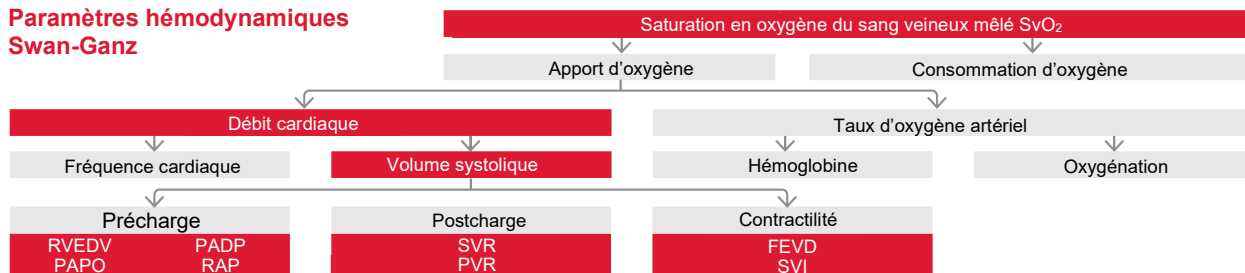 Paramètres hémodynamiques
Swan-Ganz
Saturation en oxygène du sang veineux mêlé SvO₂
Apport d'oxygène
Consommation d'oxygène
Débit cardiaque
Taux d'oxygène artériel
Fréquence cardiaque
Volume systolique
Hémoglobine
Oxygénation
Précharge
Postcharge
Contractilité
RVEDV PADP
PAPO RAP
SVR
PVR
FEVD
SVI